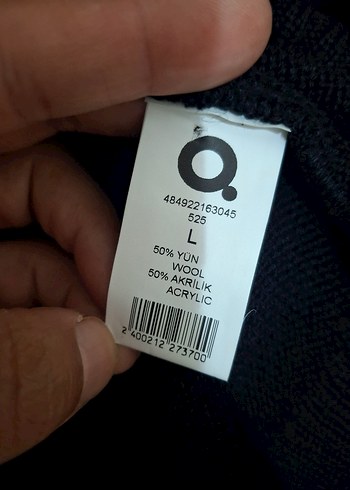 484922163045
525
L
50% YÜN
WOOL
50% AKRİLİK
ACRYLIC
2 400212 273700